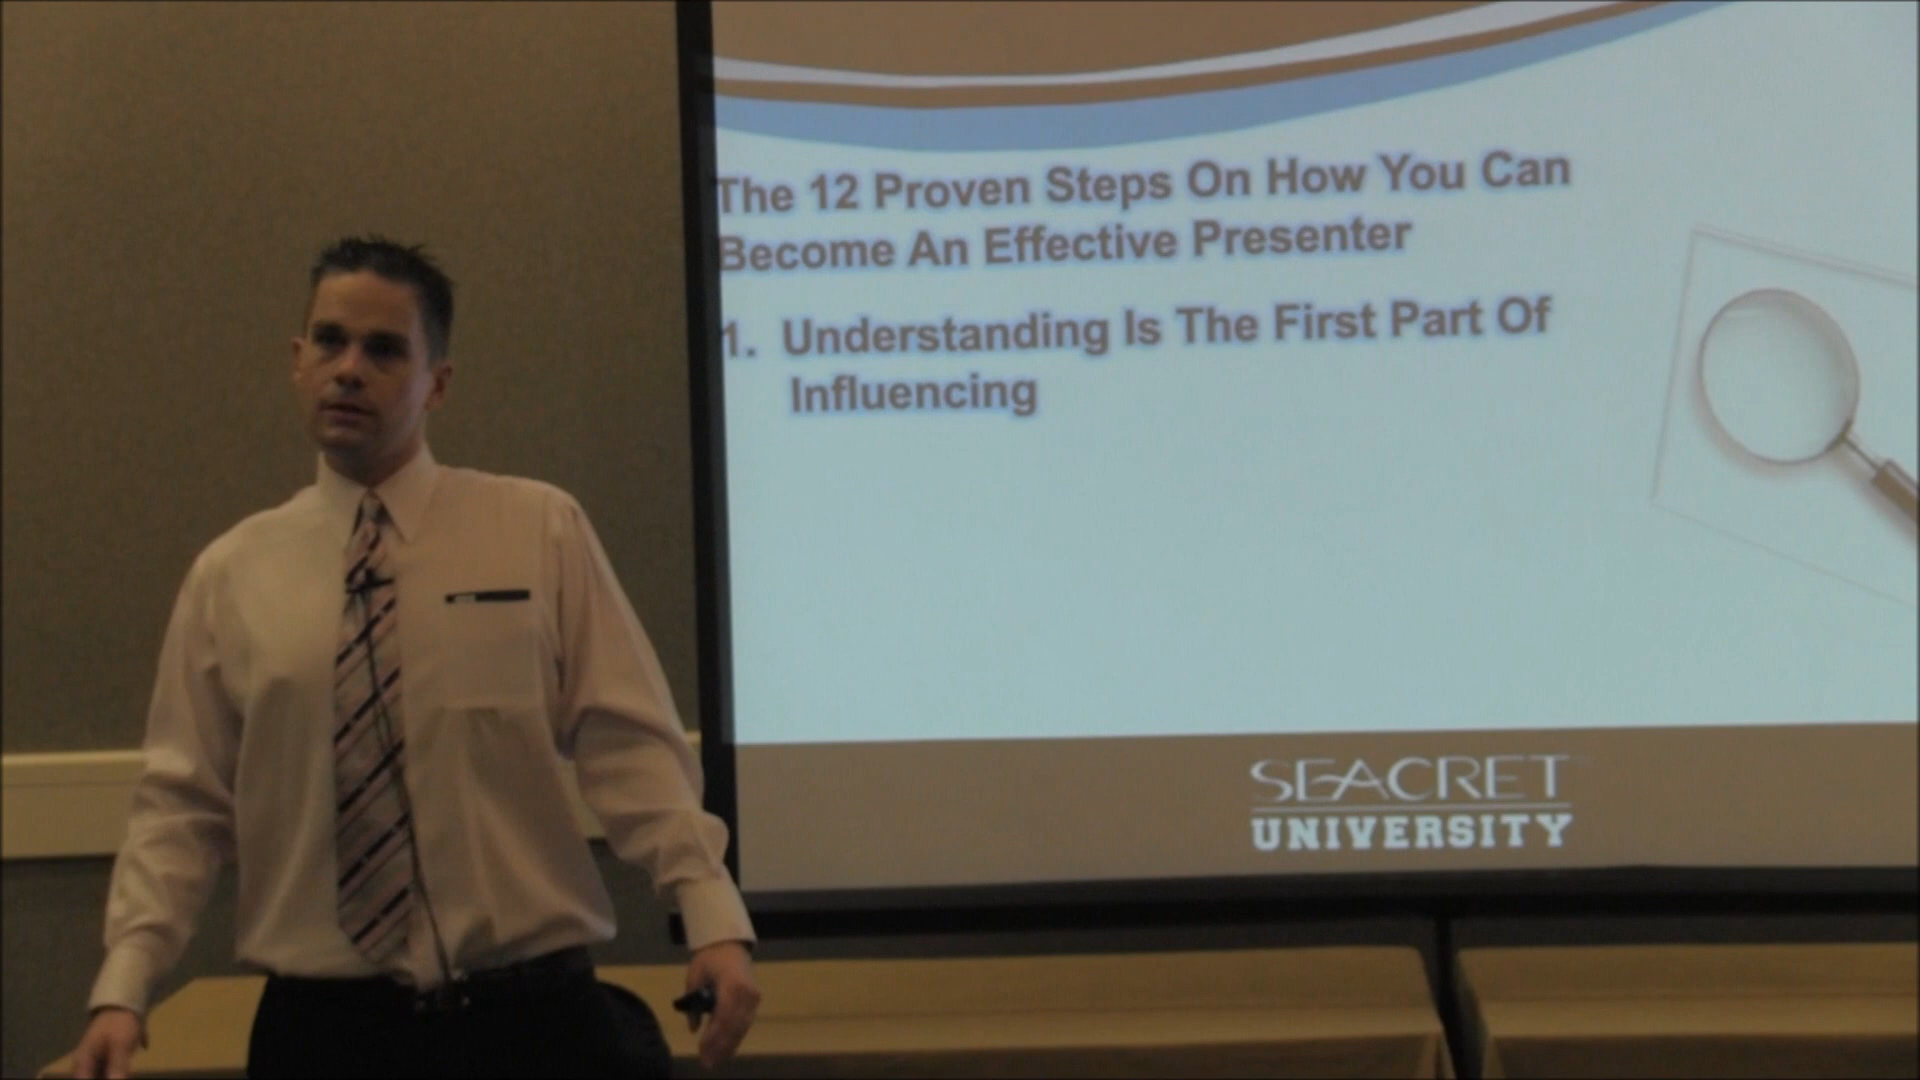 The 12 Proven Steps On How You Can
Become An Effective Presenter
1. Understanding Is The First Part Of
Influencing
SEACRET
UNIVERSITY